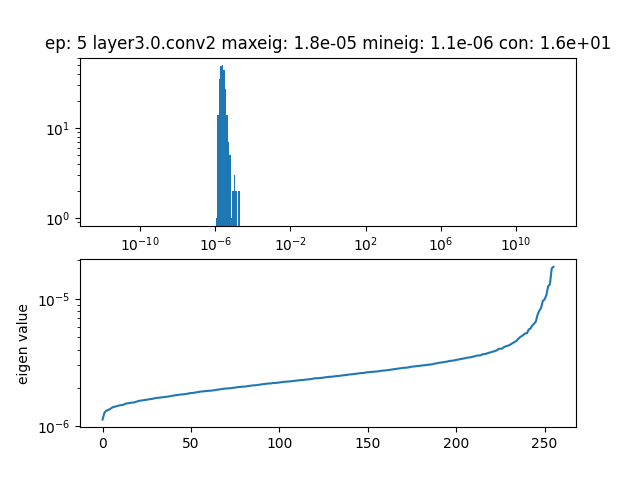 ep: 5 layer3.0.conv2 maxeig: 1.8e-05 mineig: 1.1e-06 con: 1.6e+01
10¹
10⁰
10⁻¹⁰ 10⁻⁶ 10⁻² 10² 10⁶ 10¹⁰
eigen value
10⁻⁵
10⁻⁶
0 50 100 150 200 250